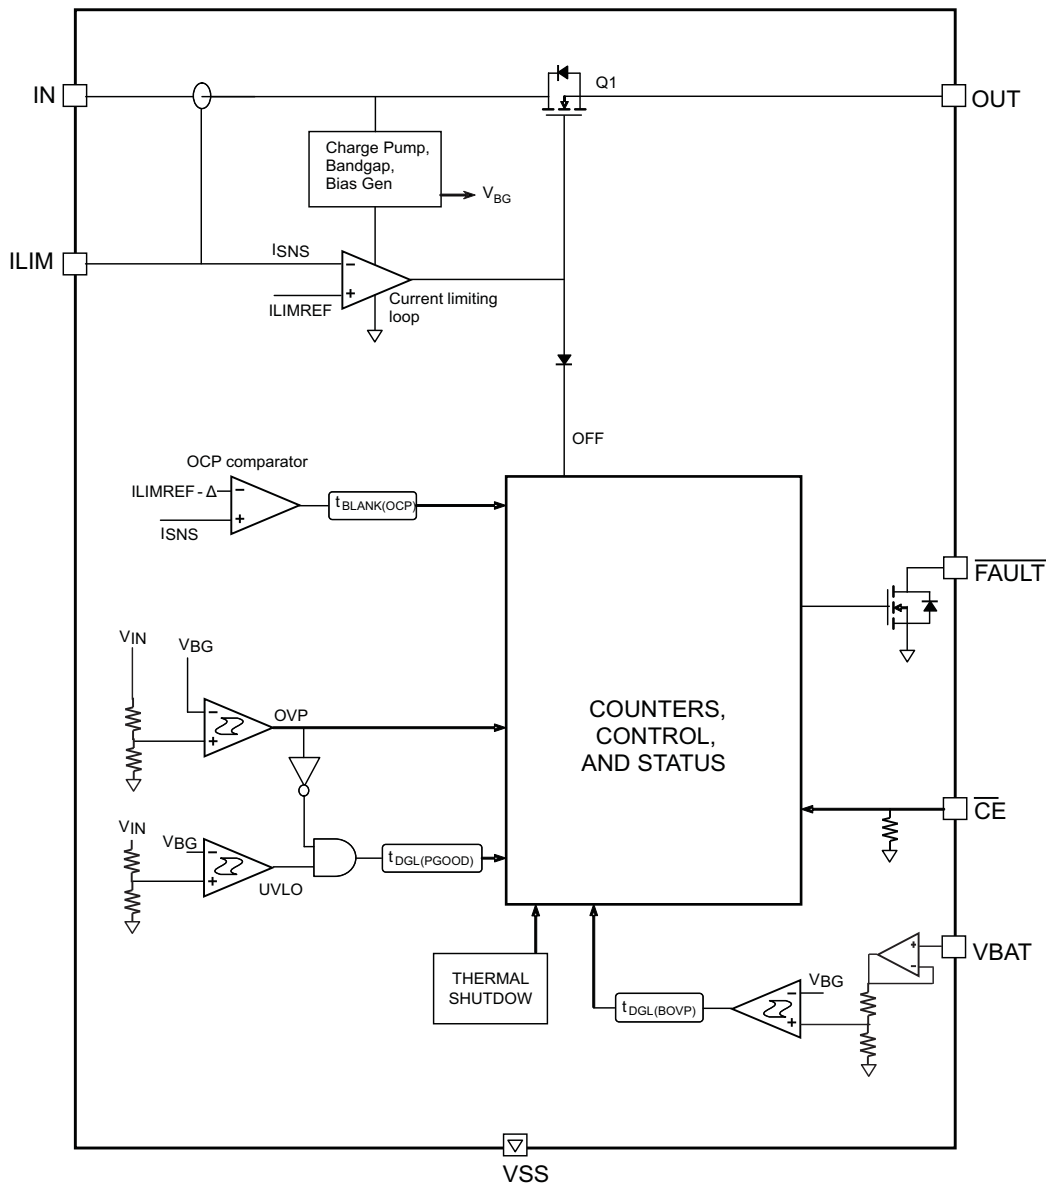 Q1
IN
OUT
Charge Pump,
Bandgap,
Bias Gen
VBG
ILIM
ISNS
ILIMREF
Current limiting
loop
OFF
OCP comparator
ILIMREF - Δ
tBLANK(OCP)
ISNS
FAULT
VIN
VBG
OVP
COUNTERS,
CONTROL,
AND STATUS
CE
VIN
VBG
tDGL(PGOOD)
UVLO
VBAT
THERMAL
SHUTDOW
VBG
tDGL(BOVP)
VSS